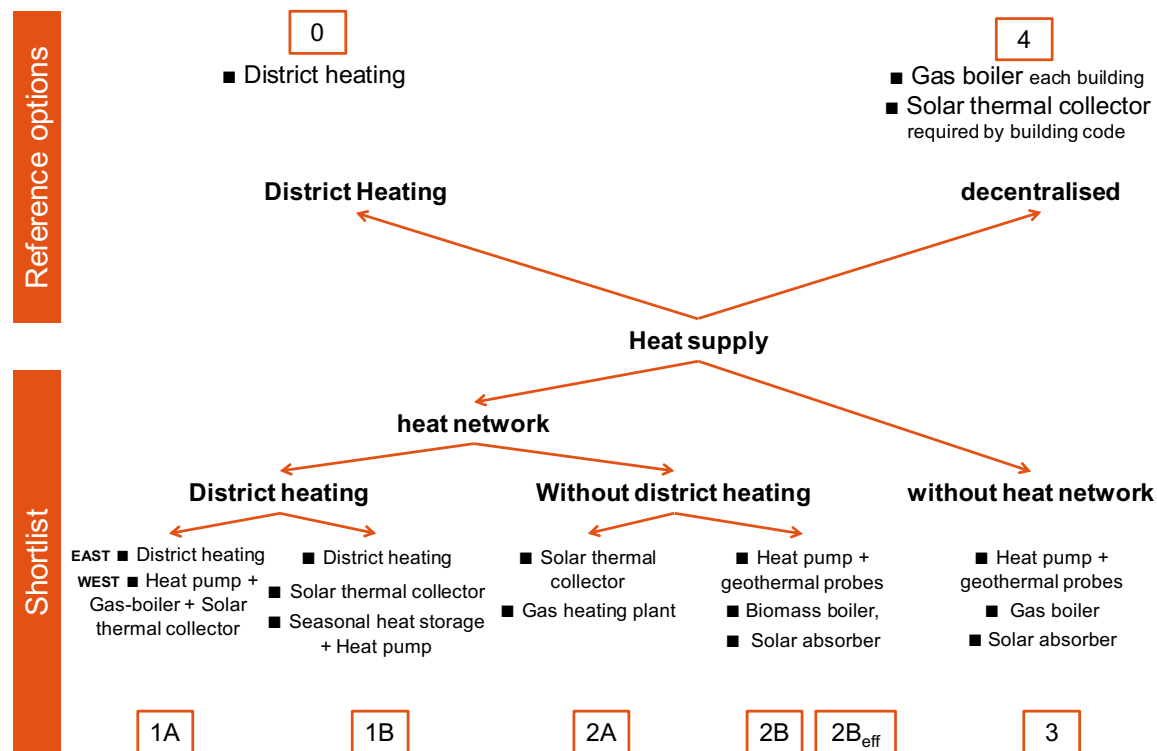 Reference options
0
■ District heating
4
■ Gas boiler each building
■ Solar thermal collector
required by building code
District Heating
decentralised
Heat supply
Shortlist
heat network
District heating
Without district heating
without heat network
EAST ■ District heating
WEST ■ Heat pump +
Gas-boiler + Solar
thermal collector
■ District heating
■ Solar thermal collector
■ Seasonal heat storage
+ Heat pump
■ Solar thermal
collector
■ Gas heating plant
■ Heat pump +
geothermal probes
■ Biomass boiler,
■ Solar absorber
■ Heat pump +
geothermal probes
■ Gas boiler
■ Solar absorber
1A
1B
2A
2B
2Beff
3